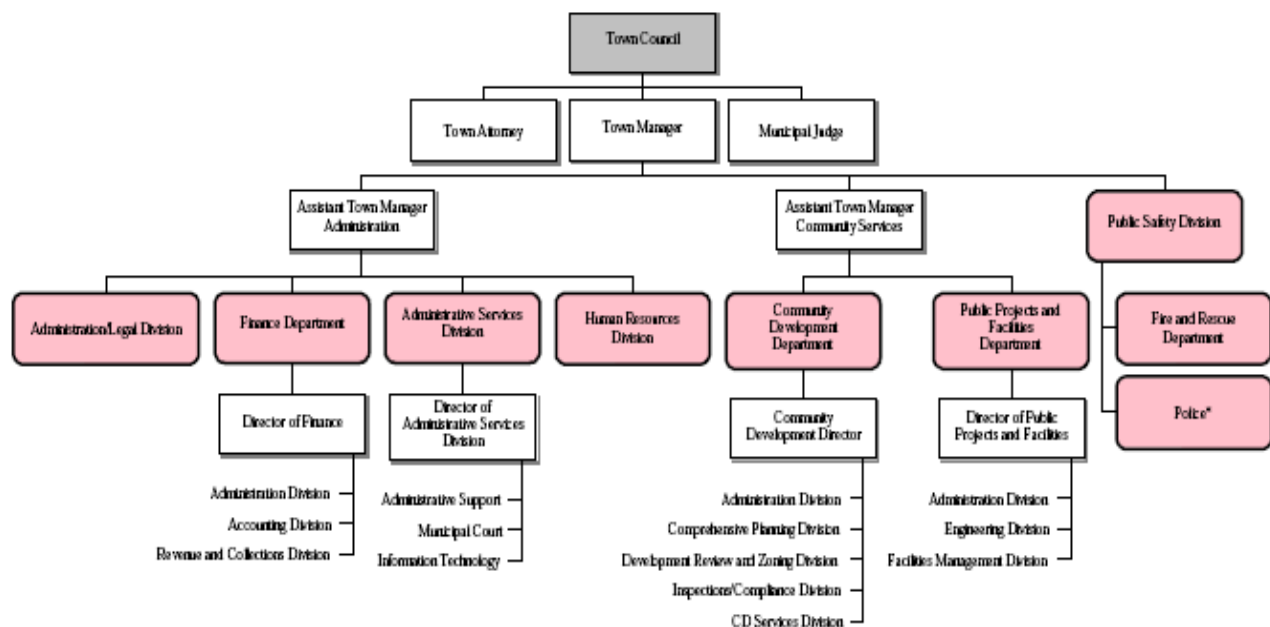 Town Council
Town Attorney
Town Manager
Municipal Judge
Assistant Town Manager
Administration
Assistant Town Manager
Community Services
Public Safety Division
Administration/Legal Division
Finance Department
Administrative Services
Division
Human Resources
Division
Community
Development
Department
Public Projects and
Facilities
Department
Fire and Rescue
Department
Director of Finance
Director of
Administrative Services
Division
Community
Development Director
Director of Public
Projects and Facilities
Police*
Administration Division
Accounting Division
Revenue and Collections Division
Administrative Support
Municipal Court
Information Technology
Administration Division
Comprehensive Planning Division
Development Review and Zoning Division
Inspections/Compliance Division
CD Services Division
Administration Division
Engineering Division
Facilities Management Division